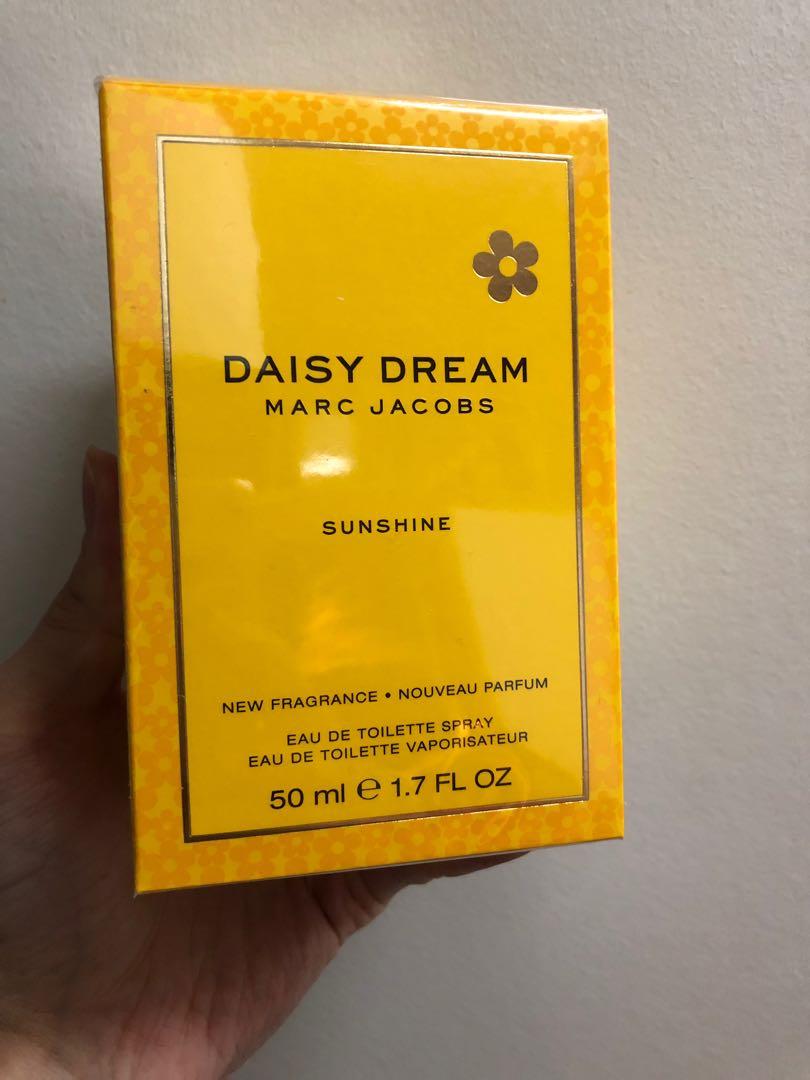 DAISY DREAM
MARC JACOBS
SUNSHINE
NEW FRAGRANCE • NOUVEAU PARFUM
EAU DE TOILETTE SPRAY
EAU DE TOILETTE VAPORISATEUR
50 ml ℮ 1.7 FL OZ